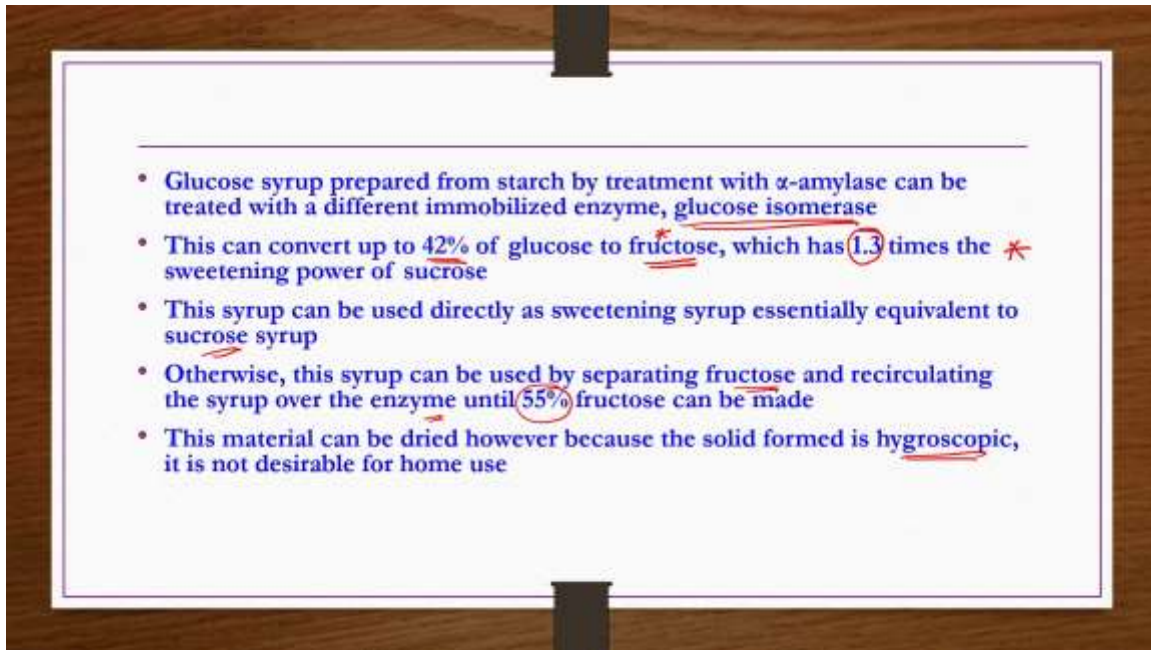 • Glucose syrup prepared from starch by treatment with α-amylase can be
treated with a different immobilized enzyme, glucose isomerase
• This can convert up to 42% of glucose to fructose, which has 1.3 times the
sweetening power of sucrose
• This syrup can be used directly as sweetening syrup essentially equivalent to
sucrose syrup
• Otherwise, this syrup can be used by separating fructose and recirculating
the syrup over the enzyme until 55% fructose can be made
• This material can be dried however because the solid formed is hygroscopic,
it is not desirable for home use